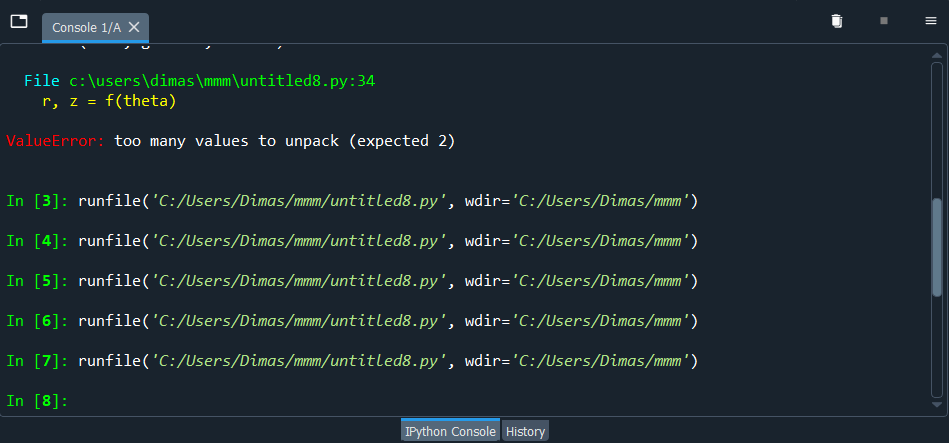 Console 1/A
File c:\users\dimas\mmm\untitled8.py:34
r, z = f(theta)
ValueError: too many values to unpack (expected 2)
In [3]: runfile('C:/Users/Dimas/mmm/untitled8.py', wdir='C:/Users/Dimas/mmm')
In [4]: runfile('C:/Users/Dimas/mmm/untitled8.py', wdir='C:/Users/Dimas/mmm')
In [5]: runfile('C:/Users/Dimas/mmm/untitled8.py', wdir='C:/Users/Dimas/mmm')
In [6]: runfile('C:/Users/Dimas/mmm/untitled8.py', wdir='C:/Users/Dimas/mmm')
In [7]: runfile('C:/Users/Dimas/mmm/untitled8.py', wdir='C:/Users/Dimas/mmm')
In [8]:
IPython Console History